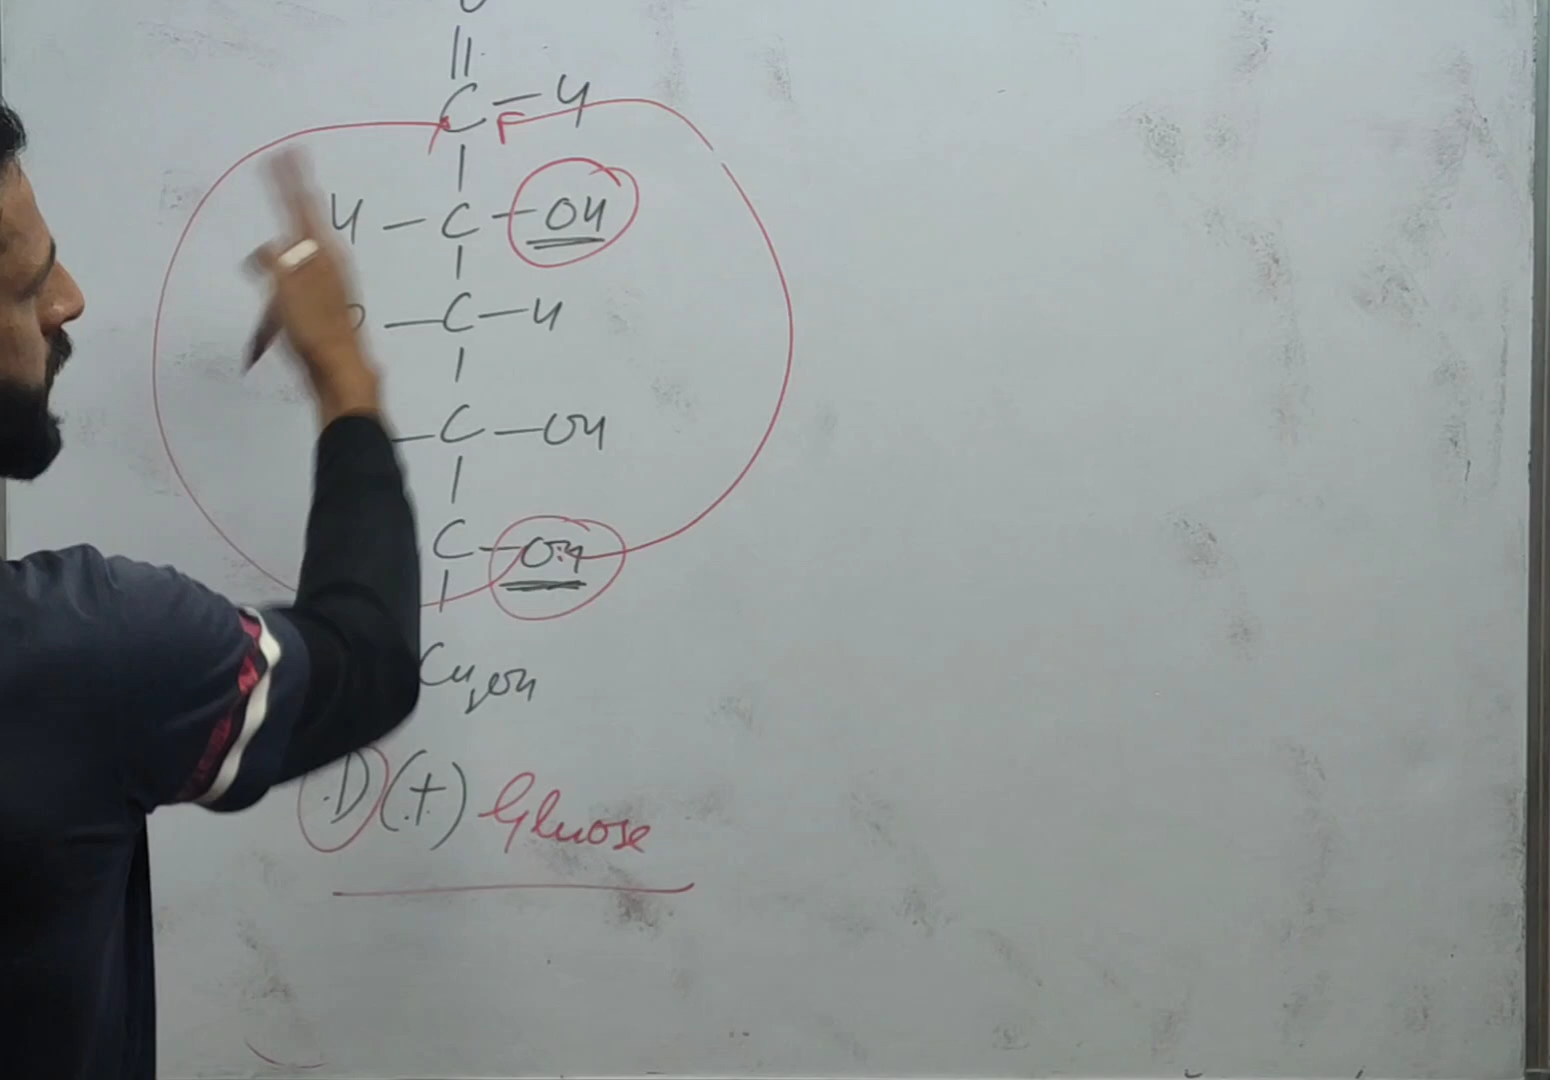 O
||
C – H
H – C – OH
– C – H
– C – OH
C – OH
CH₂OH
D (+) Glucose